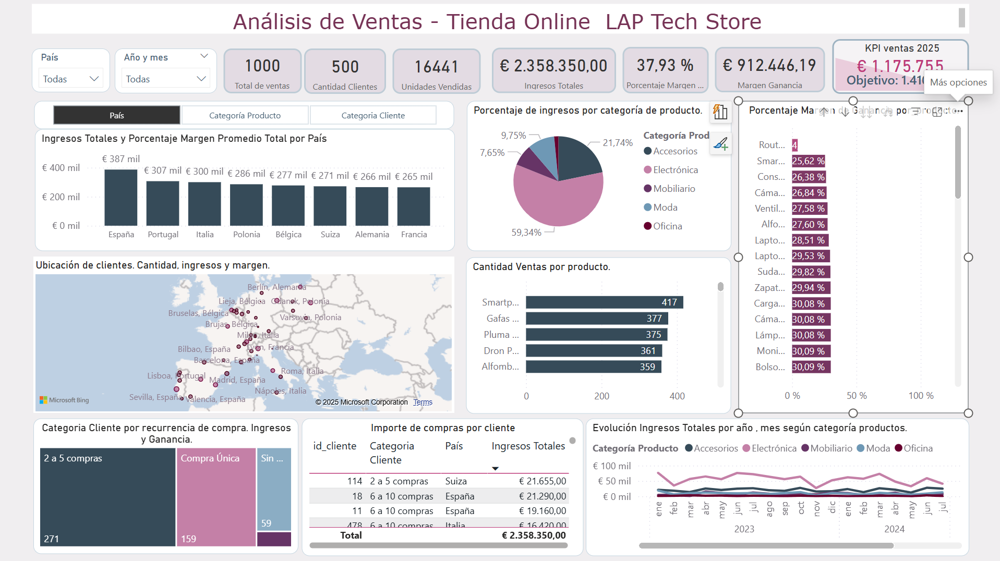 Análisis de Ventas - Tienda Online LAP Tech Store
País
Todas
Año y mes
Todas
1000
Total de ventas
500
Cantidad Clientes
16441
Unidades Vendidas
€ 2.358.350,00
Ingresos Totales
37,93 %
Porcentaje Margen ...
€ 912.446,19
Margen Ganancia
KPI ventas 2025
€ 1.175.755
Objetivo: 1.41
Más opciones
País
Categoría Producto
Categoria Cliente
Ingresos Totales y Porcentaje Margen Promedio Total por País
€ 400 mil
€ 200 mil
€ 0 mil
€ 387 mil
€ 307 mil
€ 300 mil
€ 286 mil
€ 277 mil
€ 271 mil
€ 266 mil
€ 265 mil
España
Portugal
Italia
Polonia
Bélgica
Suiza
Alemania
Francia
Porcentaje de ingresos por categoría de producto.
9,75%
7,65%
21,74%
59,34%
Categoría Prod
Accesorios
Electrónica
Mobiliario
Moda
Oficina
Porcentaje Margen de Ganancia por producto.
Rout... 4
Smar... 25,62 %
Cons... 26,38 %
Cáma... 26,84 %
Ventil... 27,58 %
Alfo... 27,60 %
Lapto... 28,51 %
Lapto... 29,53 %
Suda... 29,82 %
Zapat... 29,94 %
Carga... 30,08 %
Cáma... 30,08 %
Lámp... 30,08 %
Moni... 30,09 %
Bolso... 30,09 %
0 % 50 % 100 %
Ubicación de clientes. Cantidad, ingresos y margen.
Berlín, Alemania
Lieja, Bélgica
Gdansk, Polonia
Bruselas, Bélgica
Varsovia, Polonia
Brujas, Bélgica
Milán, Italia
Lyon, Francia
Bilbao, España
Barcelona, España
Roma, Italia
Lisboa, Portugal
Madrid, España
Nápoles, Italia
Sevilla, España
Valencia, España
Microsoft Bing
© 2025 Microsoft Corporation Terms
Cantidad Ventas por producto.
Smartp... 417
Gafas ... 377
Pluma ... 375
Dron P... 361
Alfomb... 359
0 200 400
Categoria Cliente por recurrencia de compra. Ingresos
y Ganancia.
2 a 5 compras
271
Compra Única
159
Sin ...
59
Importe de compras por cliente
id_cliente Categoria Cliente País Ingresos Totales
114 2 a 5 compras Suiza € 21.655,00
18 6 a 10 compras España € 21.290,00
11 6 a 10 compras España € 19.160,00
478 6 a 10 compras Italia € 16.420,00
Total € 2.358.350,00
Evolución Ingresos Totales por año , mes según categoría productos.
Categoría Producto Accesorios Electrónica Mobiliario Moda Oficina
€ 100 mil
€ 50 mil
€ 0 mil
ene feb mar abr may jun jul ago sep oct nov dic ene feb mar abr may jun jul
2023 2024